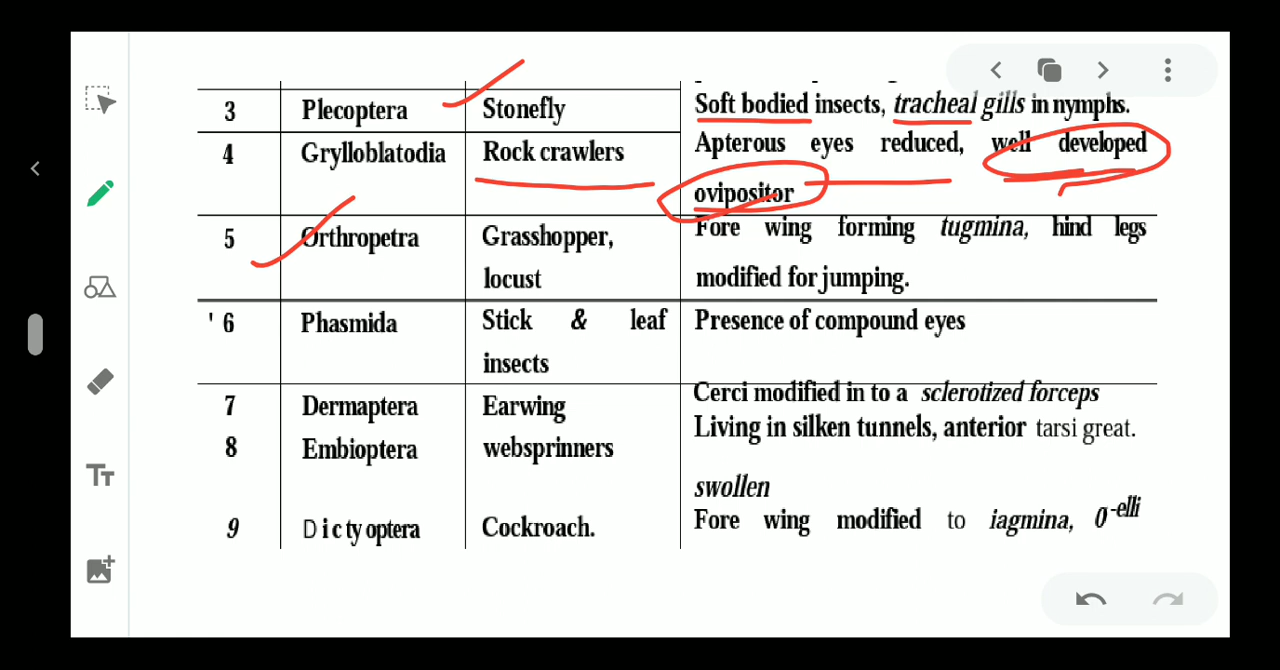 3 Plecoptera Stonefly Soft bodied insects, tracheal gills in nymphs.
4 Grylloblatodia Rock crawlers Apterous eyes reduced, well developed
ovipositor
5 Orthropetra Grasshopper, Fore wing forming tugmina, hind legs
locust modified for jumping.
' 6 Phasmida Stick & leaf Presence of compound eyes
insects
7 Dermaptera Earwing Cerci modified in to a sclerotized forceps
8 Embioptera websprinners Living in silken tunnels, anterior tarsi great.
swollen
9 Dictyoptera Cockroach. Fore wing modified to iagmina,
TT